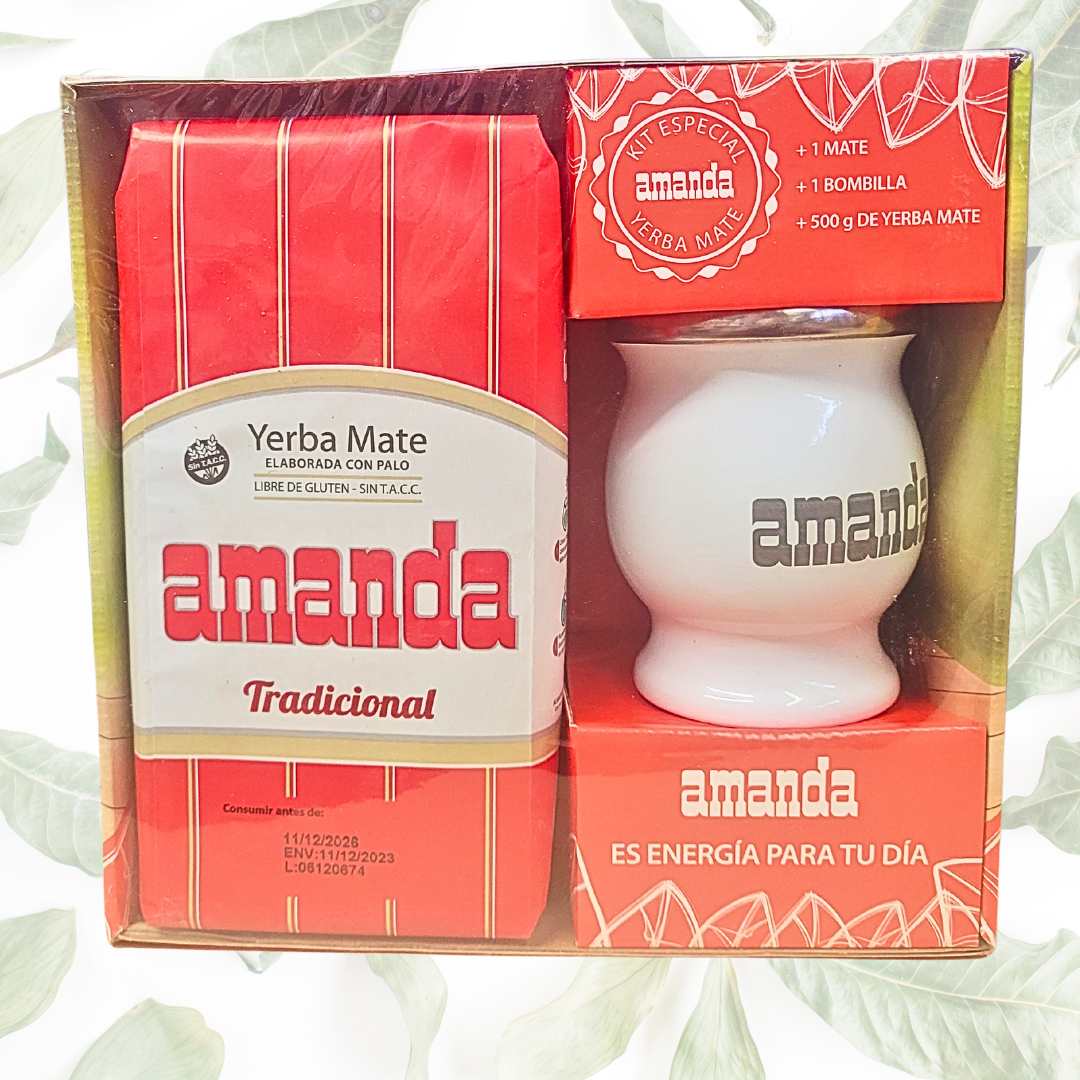 Sin T.A.C.C.
Yerba Mate
ELABORADA CON PALO
LIBRE DE GLUTEN - SIN T.A.C.C.
amanda
Tradicional
Consumir antes de:
11/12/2026
ENV:11/12/2023
L:06120674
KIT ESPECIAL
amanda
YERBA MATE
+ 1 MATE
+ 1 BOMBILLA
+ 500 g DE YERBA MATE
amanda
amanda
ES ENERGÍA PARA TU DÍA